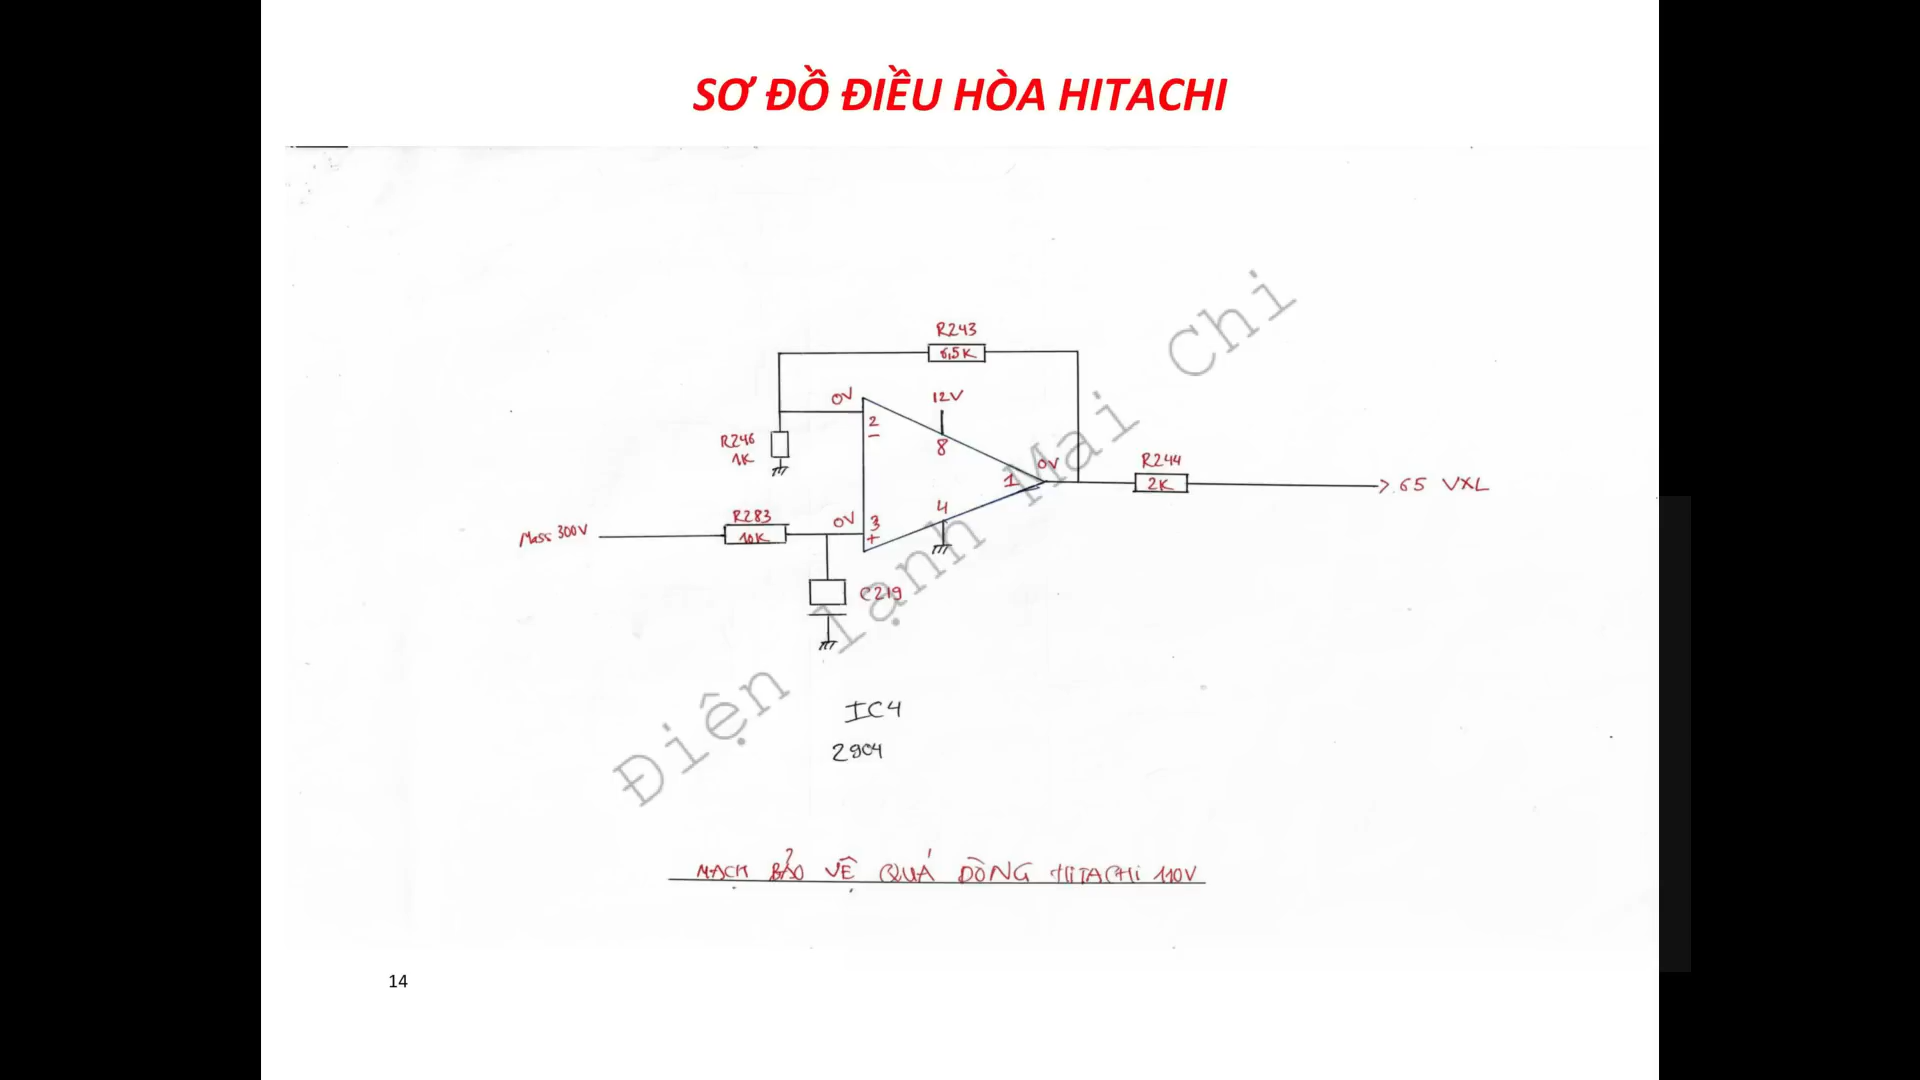 SƠ ĐỒ ĐIỀU HÒA HITACHI
R243
6,5K
0V
12V
2
−
8
R246
1K
0V
1
R244
2K
65 VXL
4
R283
0V
3
Mass 300V
10K
+
C219
Điện lạnh Mai Chi
IC4
2904
MẠCH BẢO VỆ QUÁ DÒNG HiTACHi 110V
14